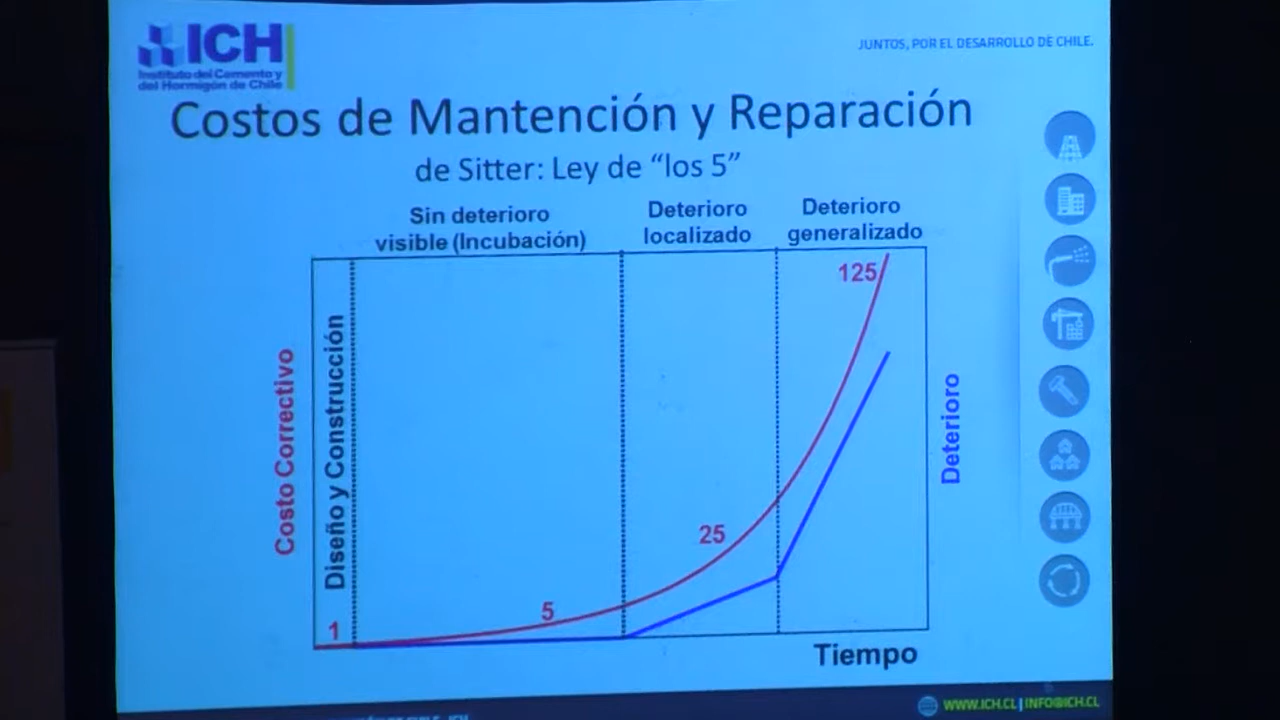 ICH
Instituto del Cemento y
del Hormigón de Chile
JUNTOS, POR EL DESARROLLO DE CHILE.
Costos de Mantención y Reparación
de Sitter: Ley de “los 5”
Sin deterioro
visible (Incubación)
Deterioro
localizado
Deterioro
generalizado
Costo Correctivo
Diseño y Construcción
1
5
25
125
Deterioro
Tiempo
WWW.ICH.CL | INFO@ICH.CL